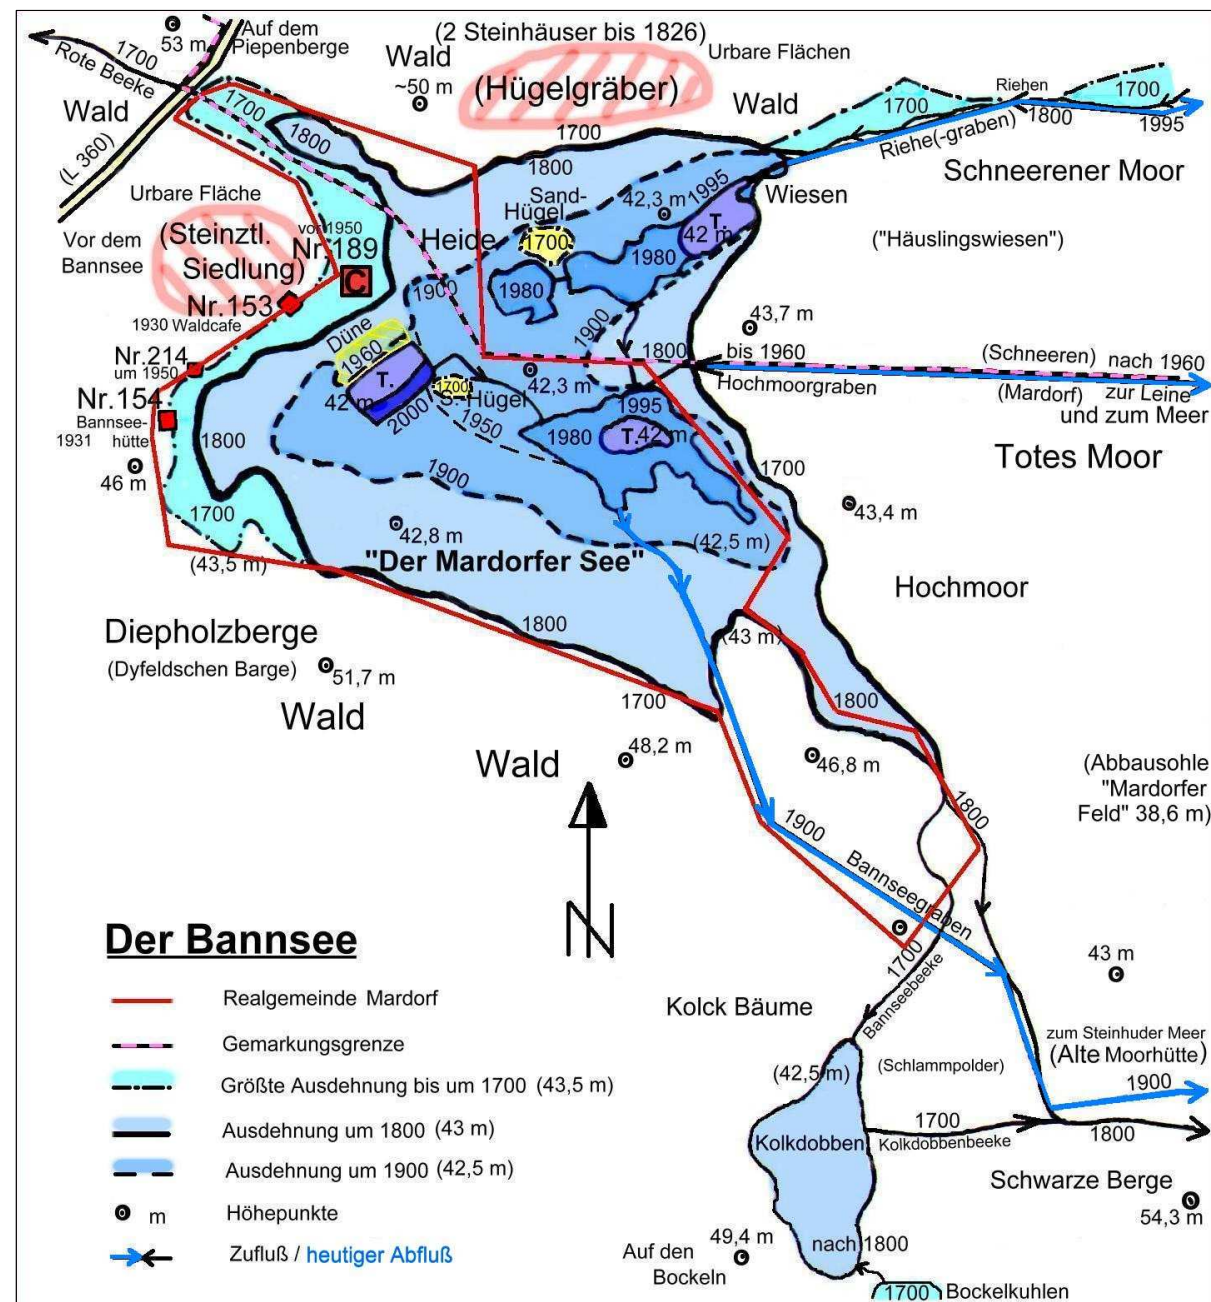 (2 Steinhäuser bis 1826)
Auf dem
Piepenberge
53 m
1700
Rote Beeke
Wald
~50 m
(Hügelgräber)
Urbare Flächen
Wald
Wald
(L 360)
1700
1800
1700
1800
Riehen
1700
1700
1800
1995
Riehe(-graben)
Schneerener Moor
Wiesen
("Häuslingswiesen")
Urbare Fläche
(Steinztl.
Siedlung)
Vor dem
Bannsee
vor 1950
Nr.189
C
Nr.153
1930 Waldcafe
Nr.214
um 1950
Nr.154
Bannsee-
1931 hütte
46 m
Heide
Sand-
Hügel
1700
42,3 m
1995
T.
42 m
1980
1980
1900
1900
Düne
1960
T.
42 m
2000
1700
S.-Hügel
1950
42,3 m
1800
43,7 m
bis 1960
(Schneeren) nach 1960
Hochmoorgraben
(Mardorf) zur Leine
und zum Meer
Totes Moor
1995
1980
T.
42 m
1700
1800
1900
1700
(43,5 m)
42,8 m
(42,5 m)
43,4 m
"Der Mardorfer See"
Hochmoor
Diepholzberge
(Dyfeldschen Barge)
51,7 m
1800
(43 m)
Wald
1700
1800
48,2 m
Wald
46,8 m
(Abbausohle
"Mardorfer
Feld" 38,6 m)
1800
1900
Bannseegraben
1700
Bannseebeeke
43 m
N
Kolck Bäume
zum Steinhuder Meer
(Alte Moorhütte)
1900
(Schlammpolder)
(42,5 m)
1700
Kolkdobbenbeeke
1800
Kolkdobben
Schwarze Berge
54,3 m
49,4 m
nach 1800
Auf den
Bockeln
1700
Bockelkuhlen
Der Bannsee
Realgemeinde Mardorf
Gemarkungsgrenze
Größte Ausdehnung bis um 1700 (43,5 m)
Ausdehnung um 1800 (43 m)
Ausdehnung um 1900 (42,5 m)
m Höhepunkte
Zufluß / heutiger Abfluß